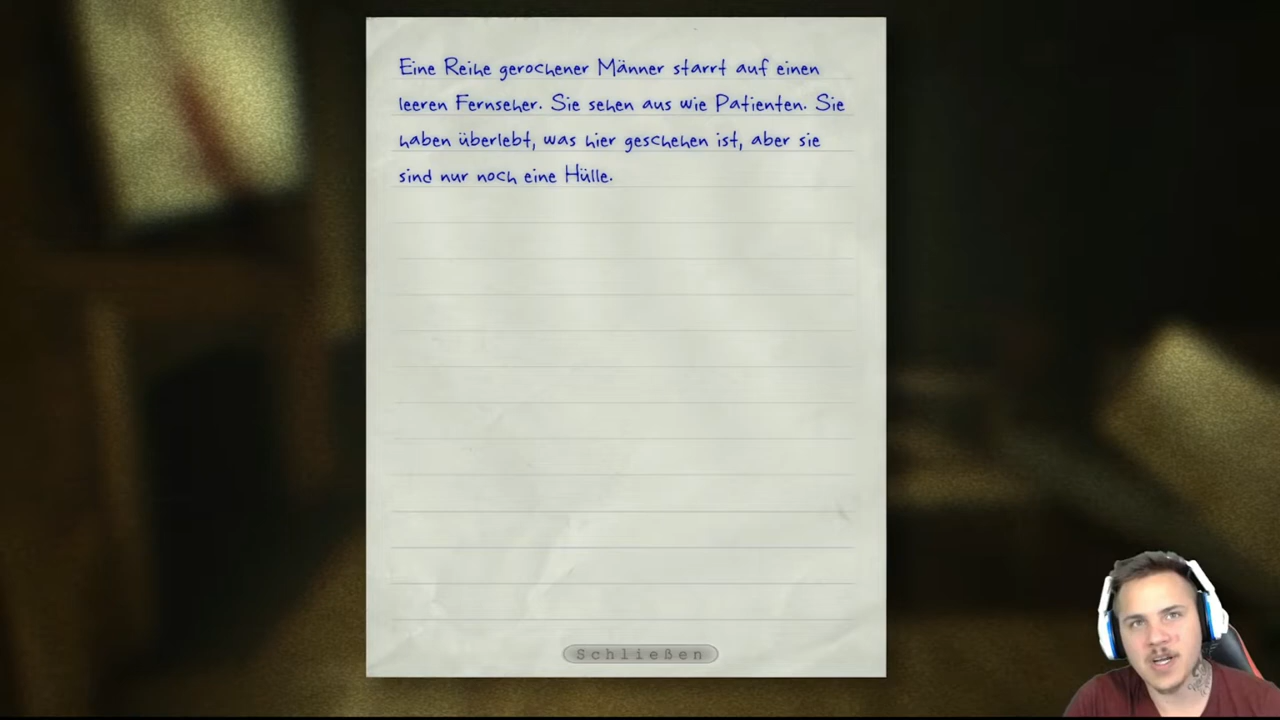 Eine Reihe gerochener Männer starrt auf einen
leeren Fernseher. Sie sehen aus wie Patienten. Sie
haben überlebt, was hier geschehen ist, aber sie
sind nur noch eine Hülle.
Schließen